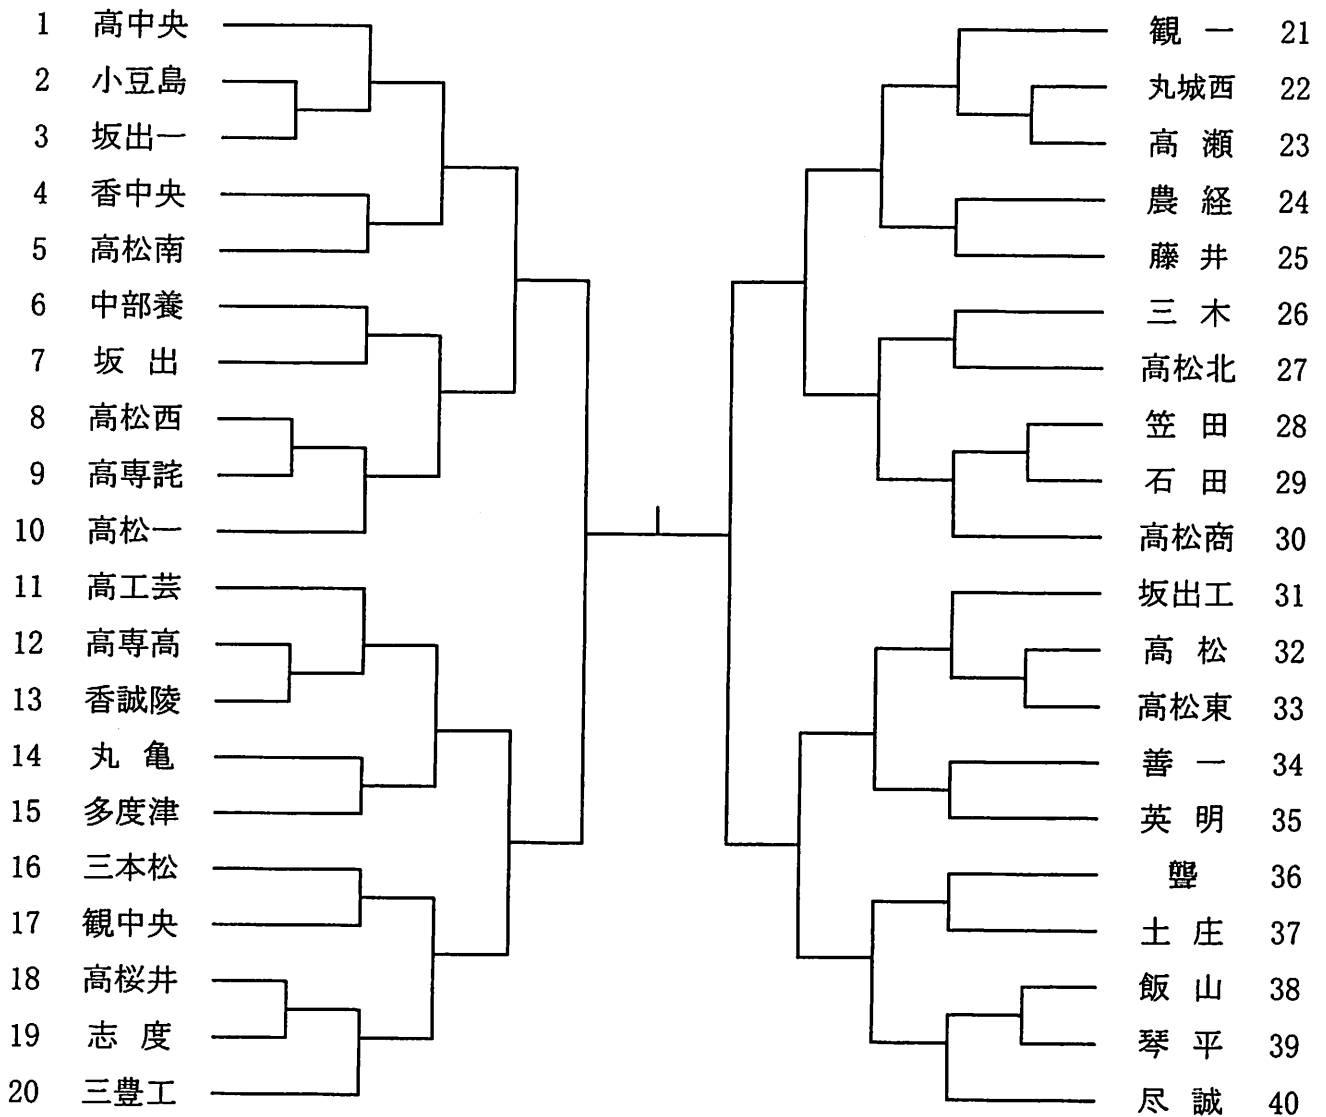 1 高中央
2 小豆島
3 坂出一
4 香中央
5 高松南
6 中部養
7 坂出
8 高松西
9 高専詫
10 高松一
11 高工芸
12 高専高
13 香誠陵
14 丸亀
15 多度津
16 三本松
17 観中央
18 高桜井
19 志度
20 三豊工
観一 21
丸城西 22
高瀬 23
農経 24
藤井 25
三木 26
高松北 27
笠田 28
石田 29
高松商 30
坂出工 31
高松 32
高松東 33
善一 34
英明 35
聾 36
土庄 37
飯山 38
琴平 39
尽誠 40